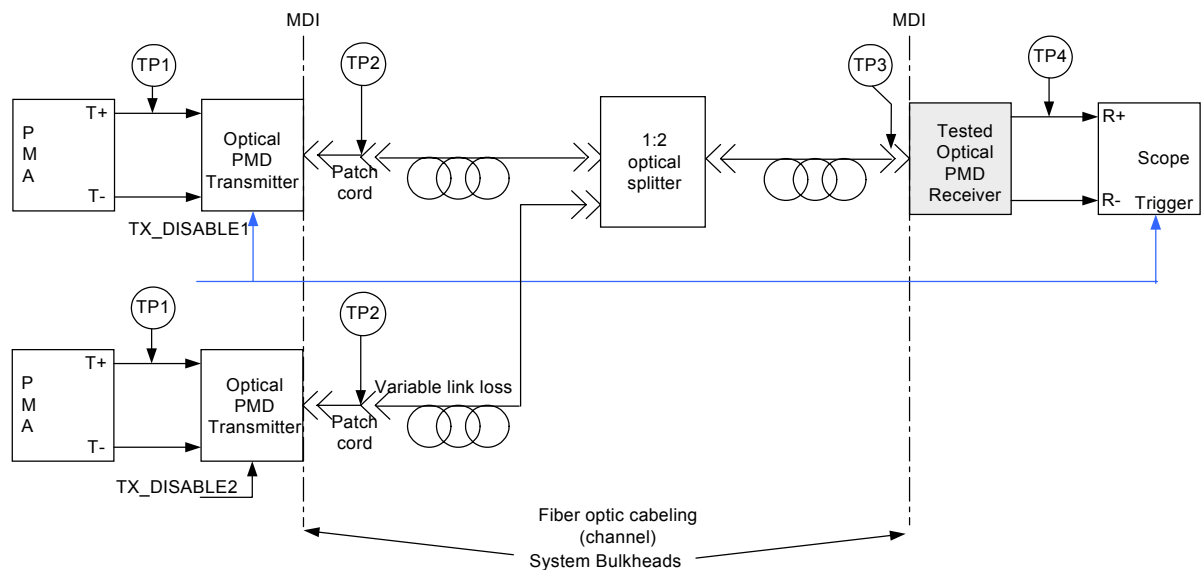 MDI
MDI
TP1
TP2
TP3
TP4
P
M
A
T+
T-
Optical
PMD
Transmitter
Patch
cord
1:2
optical
splitter
Tested
Optical
PMD
Receiver
R+
R-
Scope
Trigger
TX_DISABLE1
TP1
TP2
P
M
A
T+
T-
Optical
PMD
Transmitter
Patch
cord
Variable link loss
TX_DISABLE2
Fiber optic cabeling
(channel)
System Bulkheads